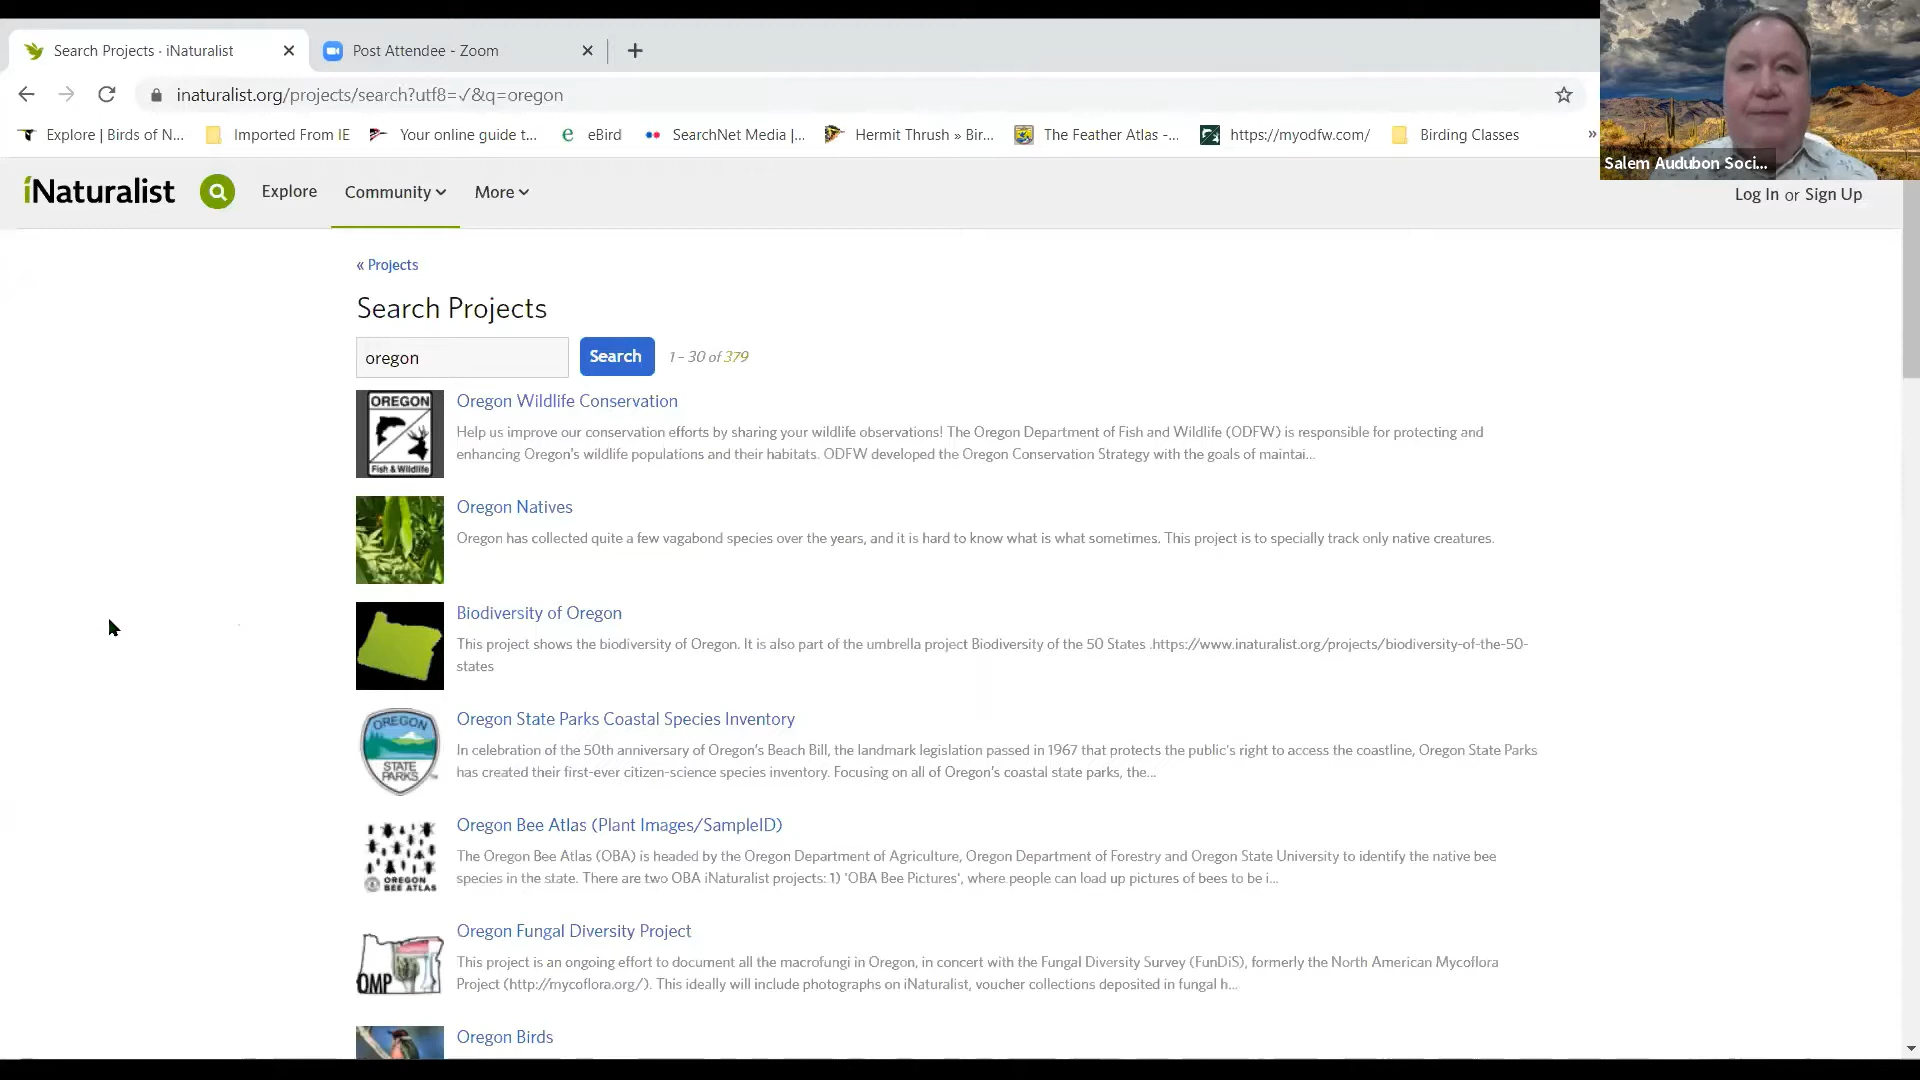 Search Projects · iNaturalist
Post Attendee - Zoom
inaturalist.org/projects/search?utf8=✓&q=oregon
Explore | Birds of N...
Imported From IE
Your online guide t...
eBird
SearchNet Media |...
Hermit Thrush » Bir...
The Feather Atlas -...
https://myodfw.com/
Birding Classes
»
Salem Audubon Soci...
iNaturalist
Explore
Community
More
Log In or Sign Up
« Projects
Search Projects
oregon
Search
1 – 30 of 379
OREGON
Fish & Wildlife
Oregon Wildlife Conservation
Help us improve our conservation efforts by sharing your wildlife observations! The Oregon Department of Fish and Wildlife (ODFW) is responsible for protecting and
enhancing Oregon's wildlife populations and their habitats. ODFW developed the Oregon Conservation Strategy with the goals of maintai...
Oregon Natives
Oregon has collected quite a few vagabond species over the years, and it is hard to know what is what sometimes. This project is to specially track only native creatures.
Biodiversity of Oregon
This project shows the biodiversity of Oregon. It is also part of the umbrella project Biodiversity of the 50 States .https://www.inaturalist.org/projects/biodiversity-of-the-50-
states
OREGON
STATE
PARKS
Oregon State Parks Coastal Species Inventory
In celebration of the 50th anniversary of Oregon's Beach Bill, the landmark legislation passed in 1967 that protects the public's right to access the coastline, Oregon State Parks
has created their first-ever citizen-science species inventory. Focusing on all of Oregon's coastal state parks, the...
OREGON
BEE ATLAS
Oregon Bee Atlas (Plant Images/SampleID)
The Oregon Bee Atlas (OBA) is headed by the Oregon Department of Agriculture, Oregon Department of Forestry and Oregon State University to identify the native bee
species in the state. There are two OBA iNaturalist projects: 1) 'OBA Bee Pictures', where people can load up pictures of bees to be i...
OMP
Oregon Fungal Diversity Project
This project is an ongoing effort to document all the macrofungi in Oregon, in concert with the Fungal Diversity Survey (FunDiS), formerly the North American Mycoflora
Project (http://mycoflora.org/). This ideally will include photographs on iNaturalist, voucher collections deposited in fungal h...
Oregon Birds